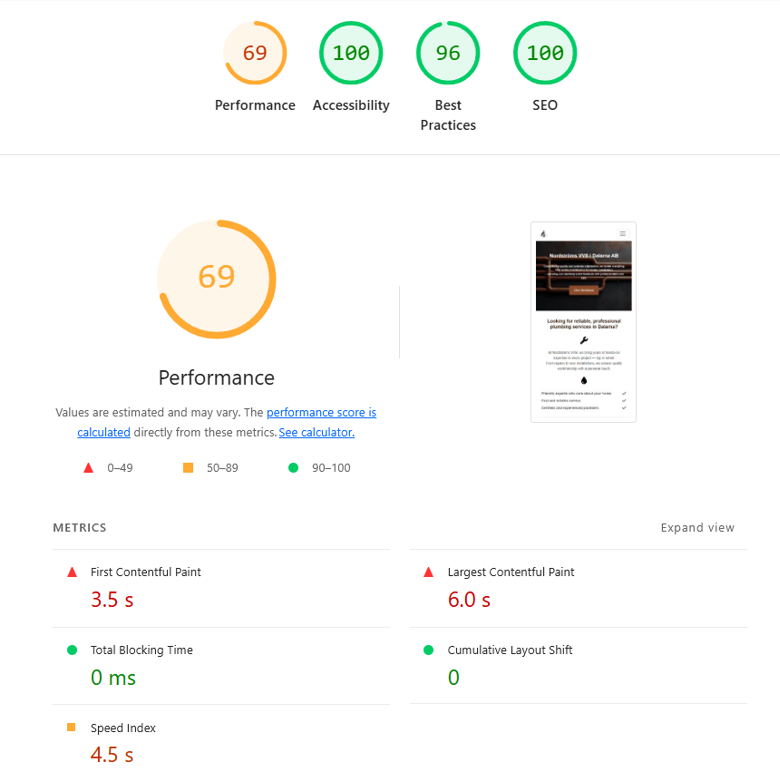 69
100
96
100
Performance
Accessibility
Best
Practices
SEO
69
Performance
Values are estimated and may vary. The performance score is
calculated directly from these metrics. See calculator.
0–49
50–89
90–100
Nordströms VVS i Dalarna AB
Looking for reliable, professional
plumbing services in Dalarna?
METRICS
Expand view
First Contentful Paint
3.5 s
Largest Contentful Paint
6.0 s
Total Blocking Time
0 ms
Cumulative Layout Shift
0
Speed Index
4.5 s